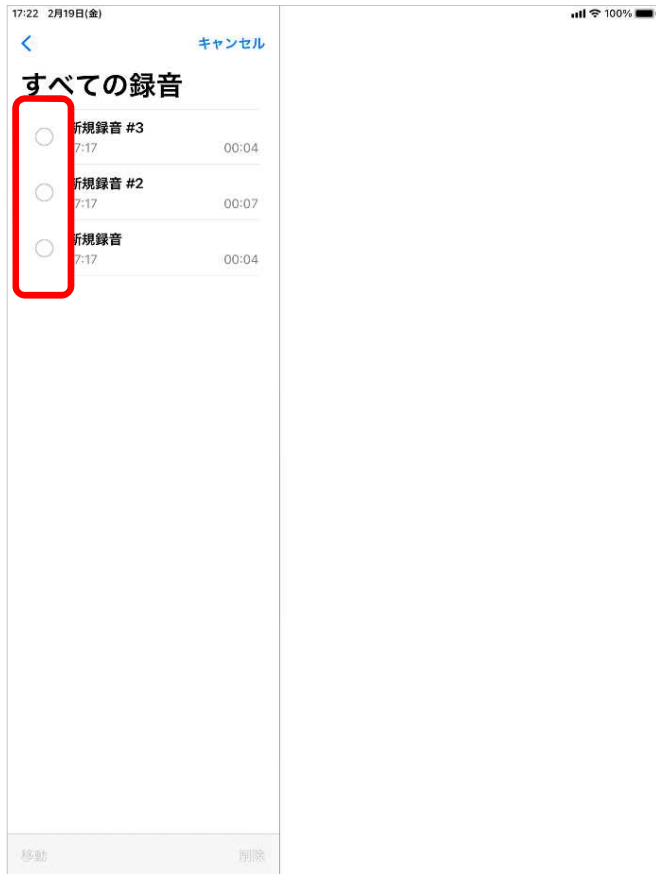 17:22 2月19日(金) 100%
キャンセル
すべての録音
新規録音 #3
7:17 00:04
新規録音 #2
7:17 00:07
新規録音
7:17 00:04
移動 削除